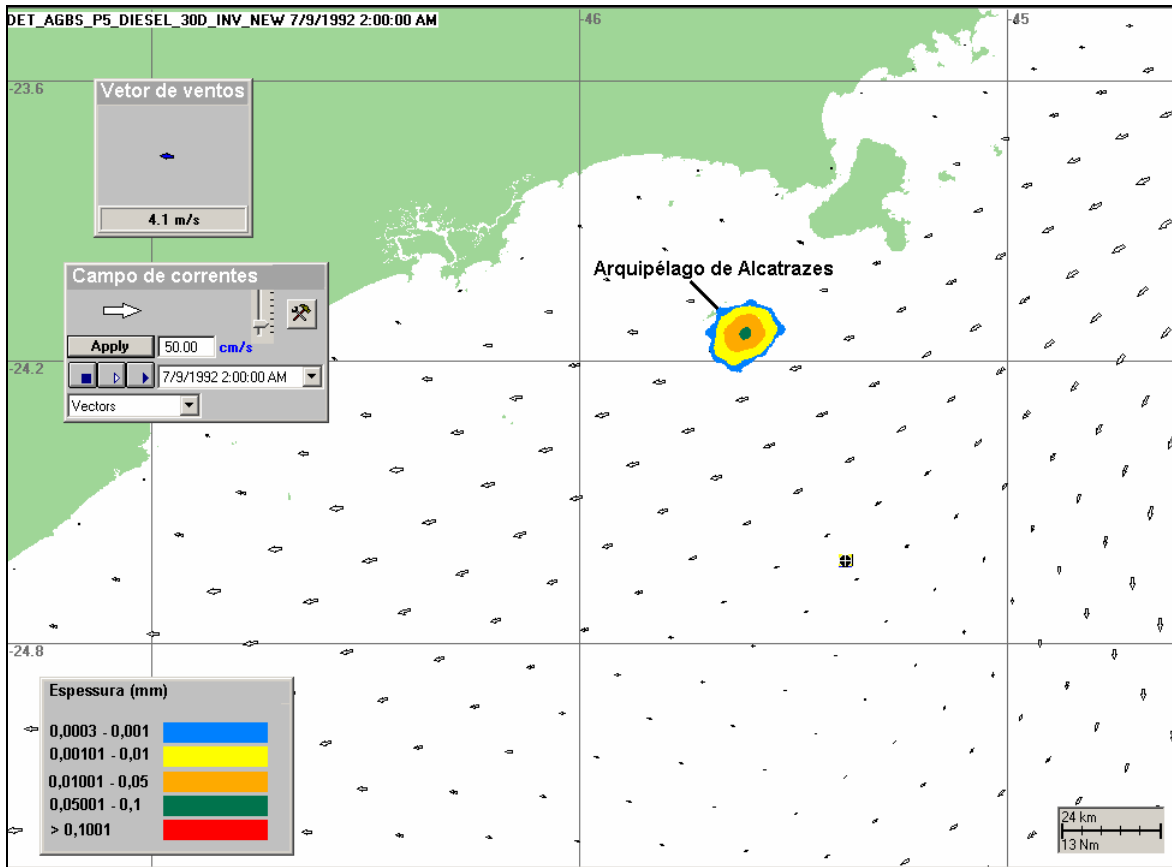 DET_AGBS_P5_DIESEL_30D_INV_NEW 7/9/1992 2:00:00 AM
-46
-45
-23.6
Vetor de ventos
4.1 m/s
Campo de correntes
Apply 50.00 cm/s
7/9/1992 2:00:00 AM
Vectors
Arquipélago de Alcatrazes
-24.2
-24.8
Espessura (mm)
0,0003 - 0,001
0,00101 - 0,01
0,01001 - 0,05
0,05001 - 0,1
> 0,1001
24 km
13 Nm